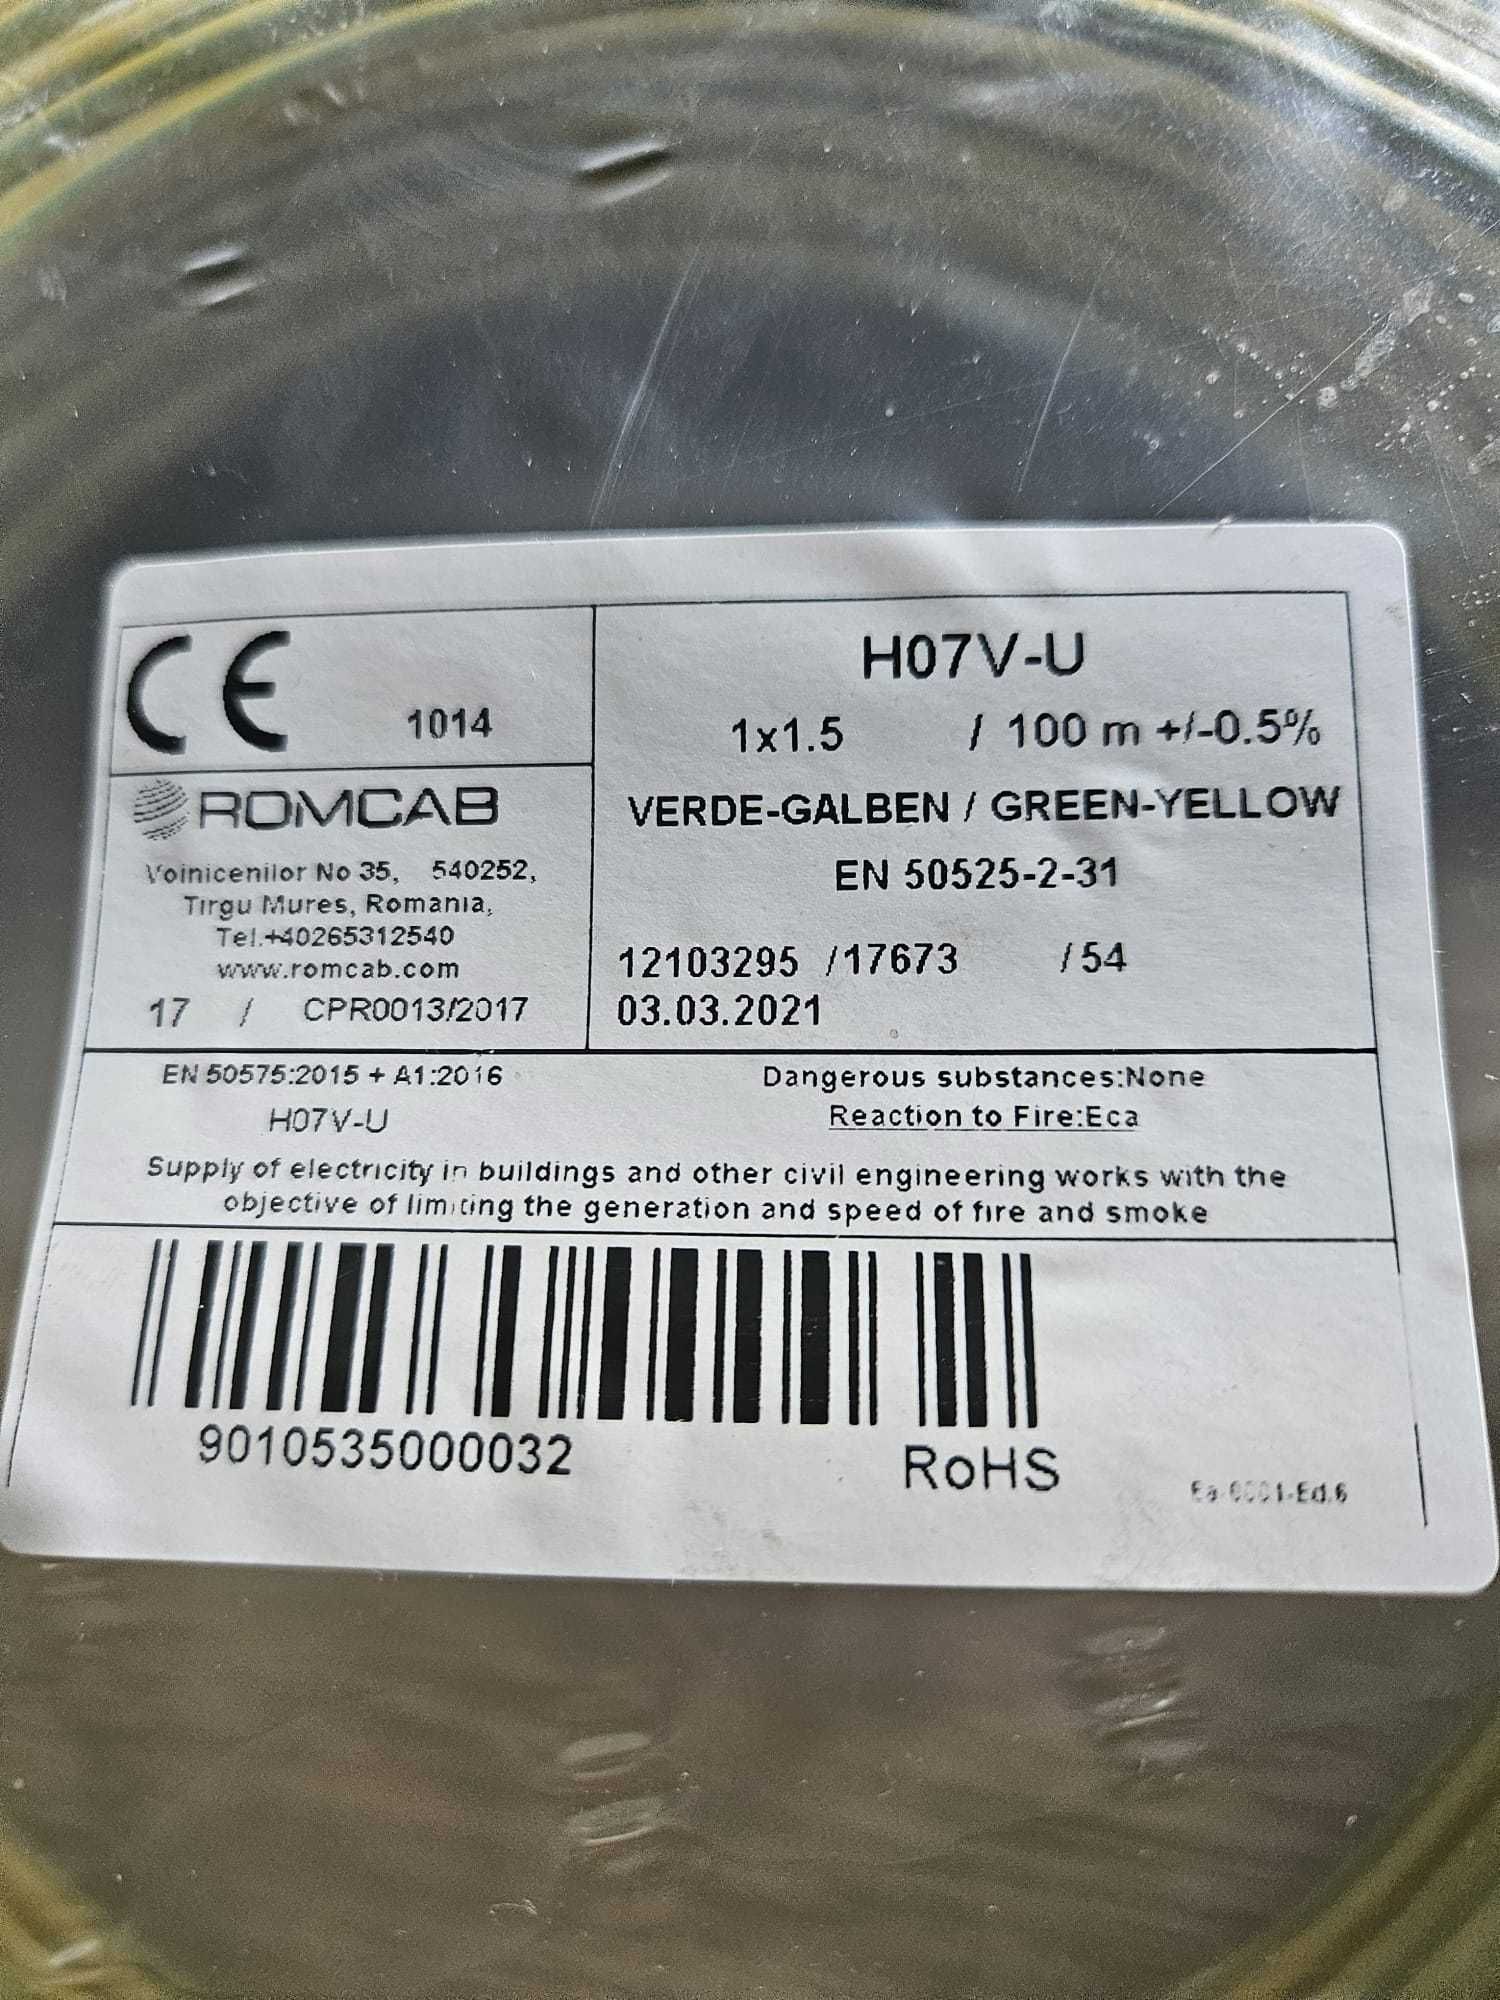 CE 1014
ROMCAB
Voinicenilor No 35, 540252,
Tirgu Mures, Romania,
Tel.+40265312540
www.romcab.com
17 / CPR0013/2017
H07V-U
1x1.5 / 100 m +/-0.5%
VERDE-GALBEN / GREEN-YELLOW
EN 50525-2-31
12103295 /17673 /54
03.03.2021
EN 50575:2015 + A1:2016
H07V-U
Dangerous substances:None
Reaction to Fire:Eca
Supply of electricity in buildings and other civil engineering works with the
objective of limiting the generation and speed of fire and smoke
9010535000032
RoHS